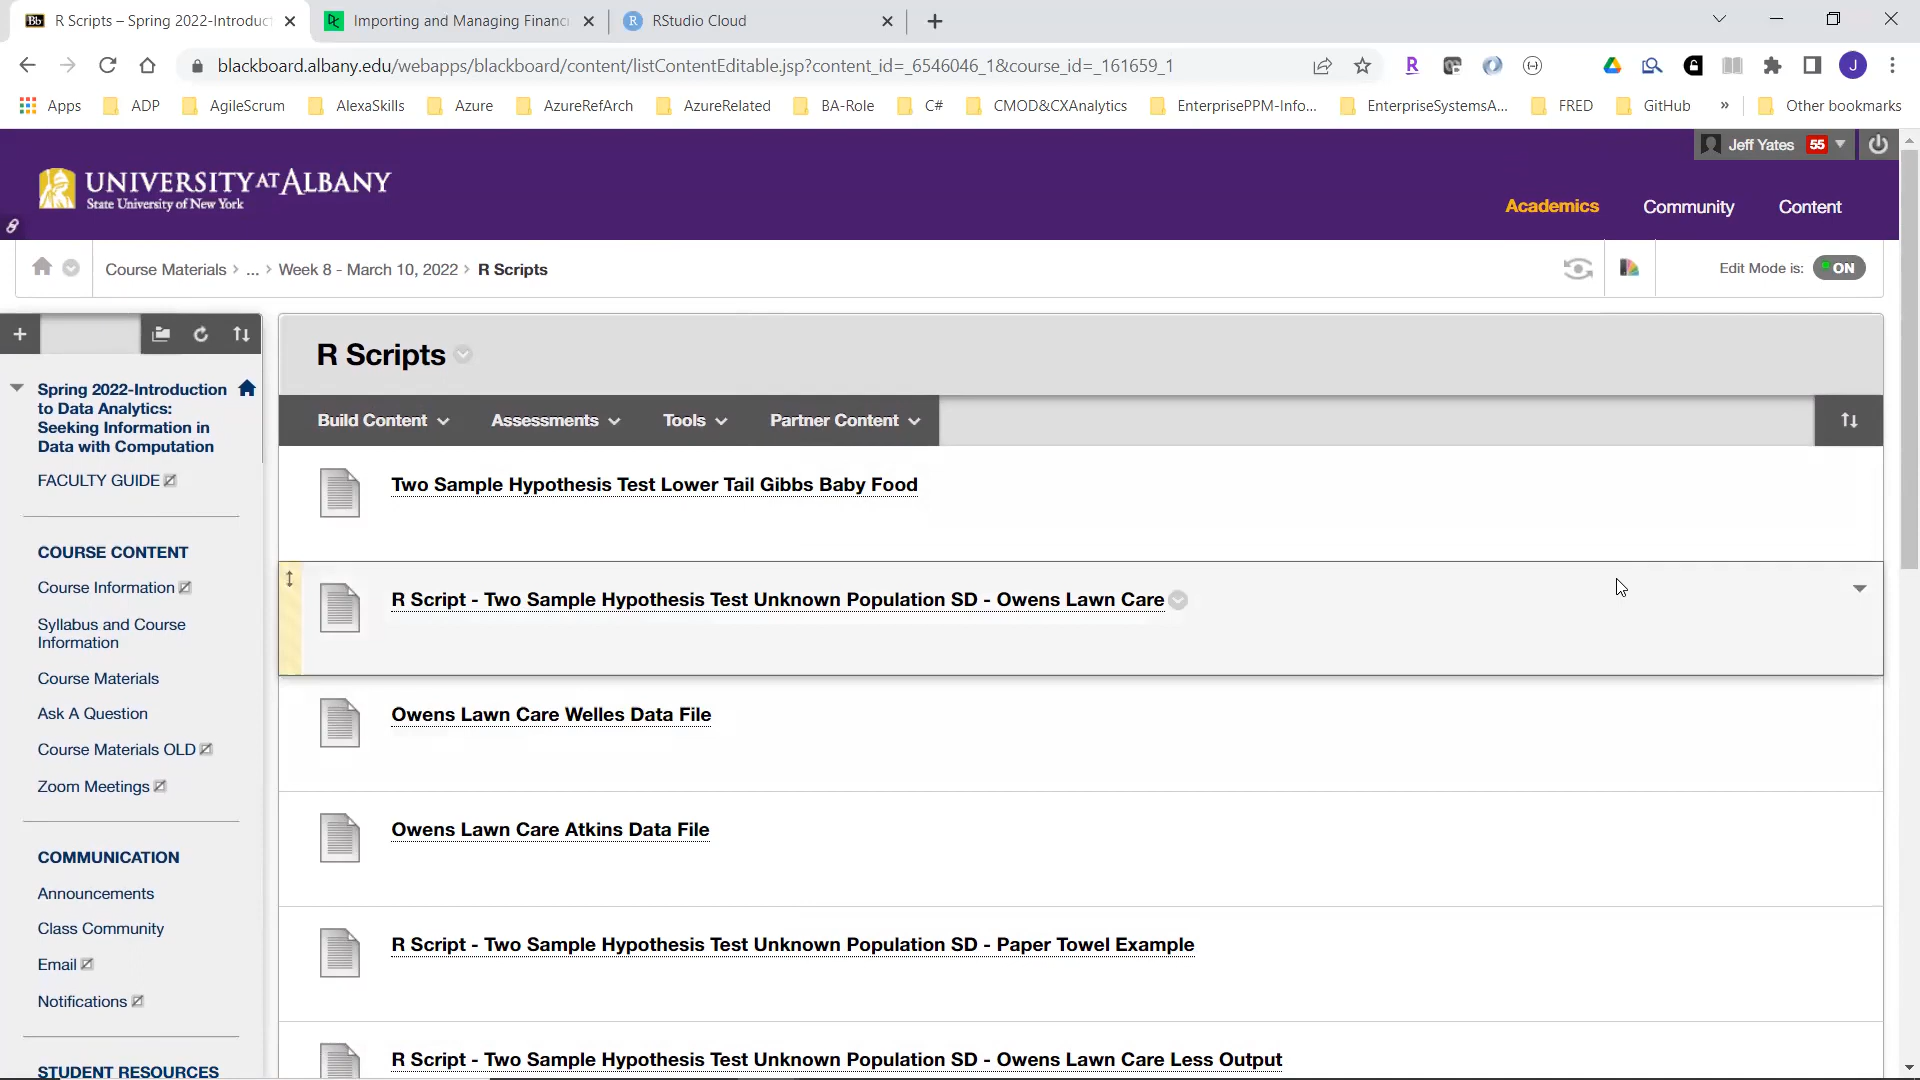 R Scripts – Spring 2022-Introduct
Importing and Managing Financi
RStudio Cloud
blackboard.albany.edu/webapps/blackboard/content/listContentEditable.jsp?content_id=_6546046_1&course_id=_161659_1
Apps ADP AgileScrum AlexaSkills Azure AzureRefArch AzureRelated BA-Role C# CMOD&CXAnalytics EnterprisePPM-Info... EnterpriseSystemsA... FRED GitHub » Other bookmarks
Jeff Yates 55
UNIVERSITY AT ALBANY
State University of New York
Academics Community Content
Course Materials > ... > Week 8 - March 10, 2022 > R Scripts
Edit Mode is: ON
Spring 2022-Introduction
to Data Analytics:
Seeking Information in
Data with Computation
FACULTY GUIDE
COURSE CONTENT
Course Information
Syllabus and Course
Information
Course Materials
Ask A Question
Course Materials OLD
Zoom Meetings
COMMUNICATION
Announcements
Class Community
Email
Notifications
STUDENT RESOURCES
R Scripts
Build Content Assessments Tools Partner Content
Two Sample Hypothesis Test Lower Tail Gibbs Baby Food
R Script - Two Sample Hypothesis Test Unknown Population SD - Owens Lawn Care
Owens Lawn Care Welles Data File
Owens Lawn Care Atkins Data File
R Script - Two Sample Hypothesis Test Unknown Population SD - Paper Towel Example
R Script - Two Sample Hypothesis Test Unknown Population SD - Owens Lawn Care Less Output